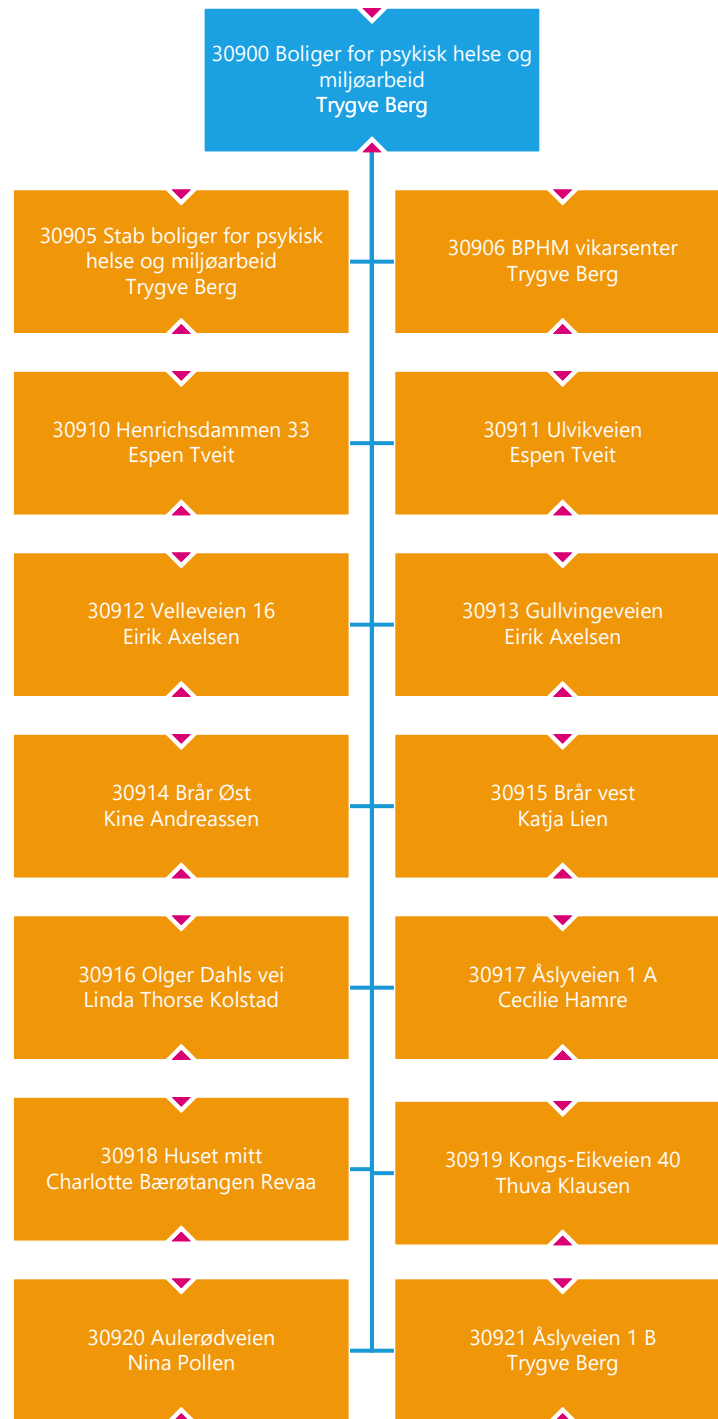 30900 Boliger for psykisk helse og
miljøarbeid
Trygve Berg
30905 Stab boliger for psykisk
helse og miljøarbeid
Trygve Berg
30906 BPHM vikarsenter
Trygve Berg
30910 Henrichsdammen 33
Espen Tveit
30911 Ulvikveien
Espen Tveit
30912 Velleveien 16
Eirik Axelsen
30913 Gullvingeveien
Eirik Axelsen
30914 Brår Øst
Kine Andreassen
30915 Brår vest
Katja Lien
30916 Olger Dahls vei
Linda Thorse Kolstad
30917 Åslyveien 1 A
Cecilie Hamre
30918 Huset mitt
Charlotte Bærøtangen Revaa
30919 Kongs-Eikveien 40
Thuva Klausen
30920 Aulerødveien
Nina Pollen
30921 Åslyveien 1 B
Trygve Berg